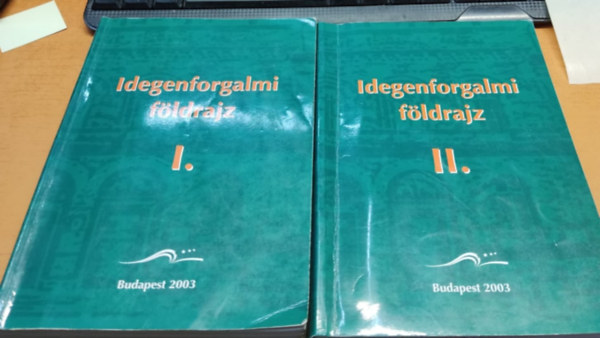 Idegenforgalmi
földrajz
I.
Budapest 2003
Idegenforgalmi
földrajz
II.
Budapest 2003